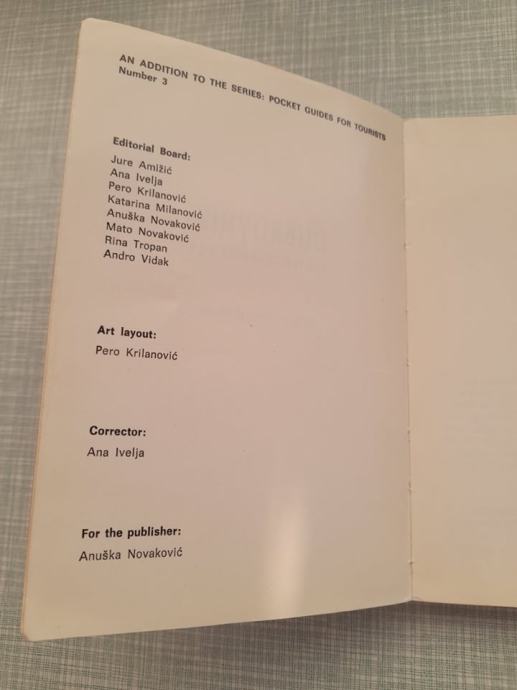 AN ADDITION TO THE SERIES: POCKET GUIDES FOR TOURISTS
Number 3
Editorial Board:
Jure Amižić
Ana Ivelja
Pero Krilanović
Katarina Milanović
Anuška Novaković
Mato Novaković
Rina Tropan
Andro Vidak
Art layout:
Pero Krilanović
Corrector:
Ana Ivelja
For the publisher:
Anuška Novaković